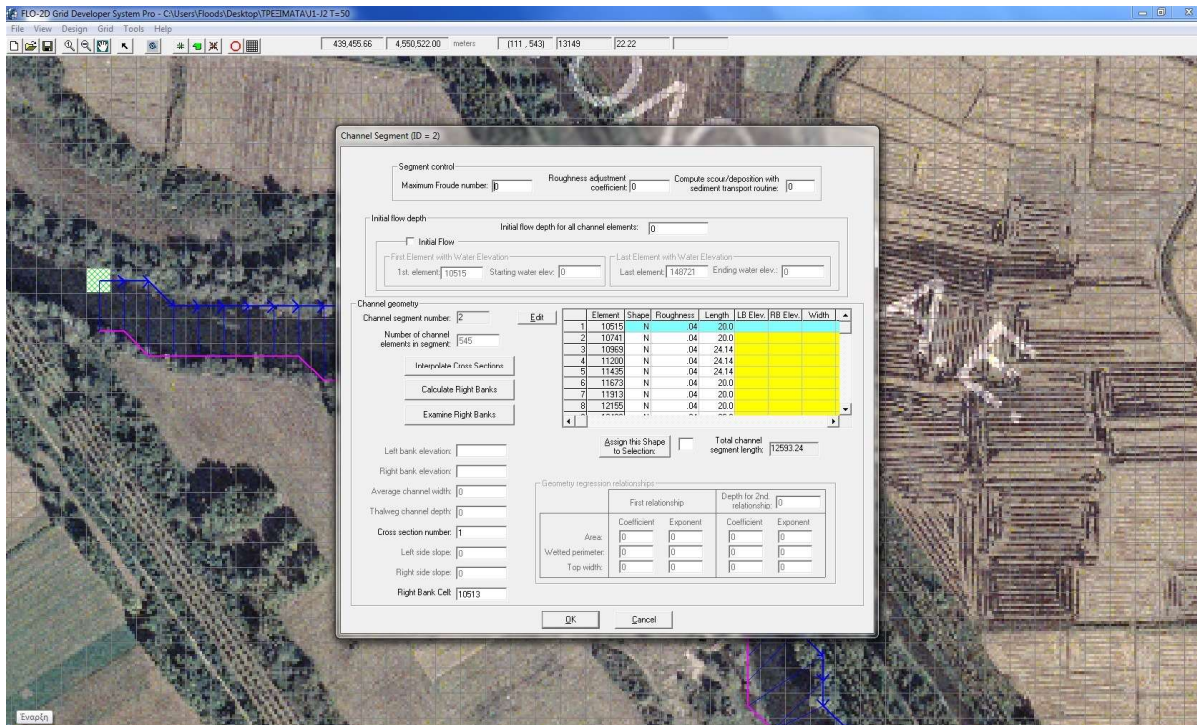 FLO-2D Grid Developer System Pro - C:\Users\Floods\Desktop\ΤΡΕΞΙΜΑΤΑ\J1-J2 T=50
File View Design Grid Tools Help
439,455.66 4,550,522.00 meters (111 , 543) 13149 22.22
Channel Segment (ID = 2)
Segment control
Maximum Froude number: 0
Roughness adjustment coefficient: 0
Compute scour/deposition with sediment transport routine: 0
Initial flow depth
Initial flow depth for all channel elements: 0
Initial Flow
First Element with Water Elevation
1st. element: 10515 Starting water elev: 0
Last Element with Water Elevation
Last element: 148721 Ending water elev.: 0
Channel geometry
Channel segment number: 2
Edit
Number of channel elements in segment: 545
Interpolate Cross Sections
Calculate Right Banks
Examine Right Banks
Element Shape Roughness Length LB Elev. RB Elev. Width
1 10515 N .04 20.0
2 10741 N .04 20.0
3 10969 N .04 24.14
4 11200 N .04 24.14
5 11435 N .04 24.14
6 11673 N .04 20.0
7 11913 N .04 20.0
8 12155 N .04 20.0
Assign this Shape to Selection:
Total channel segment length: 12593.24
Left bank elevation:
Right bank elevation:
Average channel width: 0
Thalweg channel depth: 0
Cross section number: 1
Left side slope: 0
Right side slope: 0
Right Bank Cell: 10513
Geometry regression relationships
First relationship
Depth for 2nd. relationship: 0
Coefficient Exponent Coefficient Exponent
Area: 0 0 0 0
Wetted perimeter: 0 0 0 0
Top width: 0 0 0 0
OK Cancel
Έναρξη